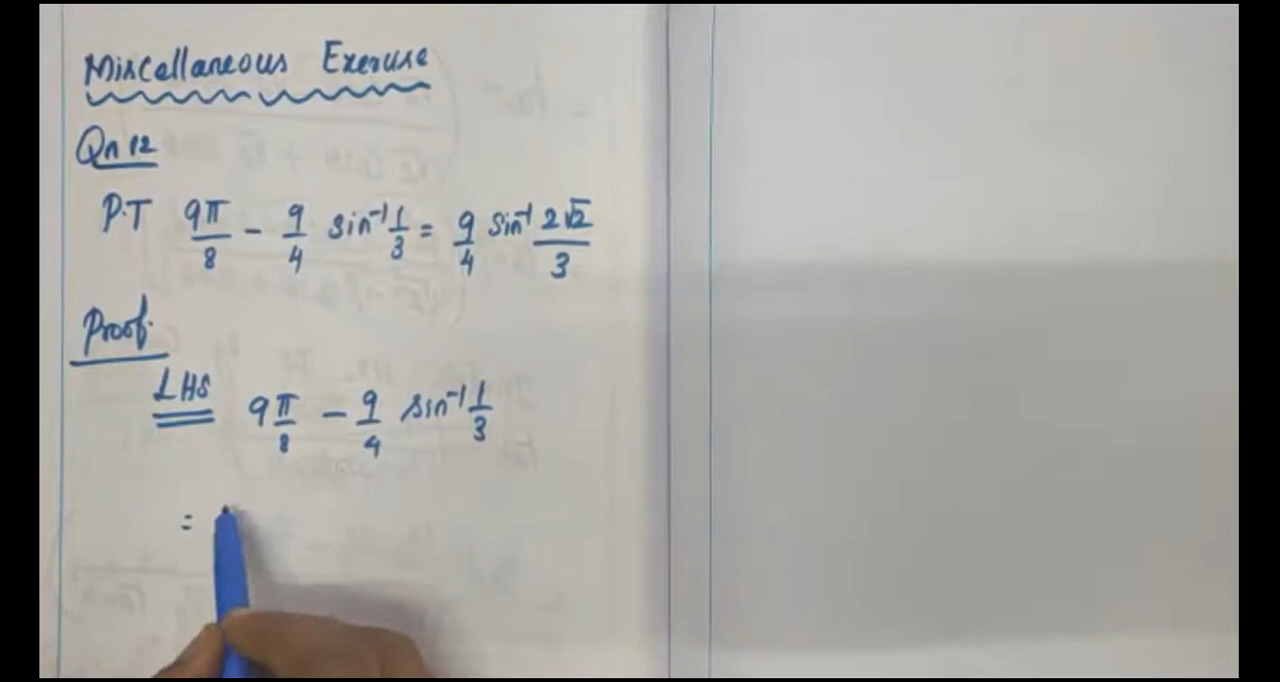 Miscellaneous Exercise
Qn 12
P.T 9π/8 - 9/4 sin⁻¹ 1/3 = 9/4 sin⁻¹ 2√2/3
Proof.
LHS 9π/8 - 9/4 sin⁻¹ 1/3
=